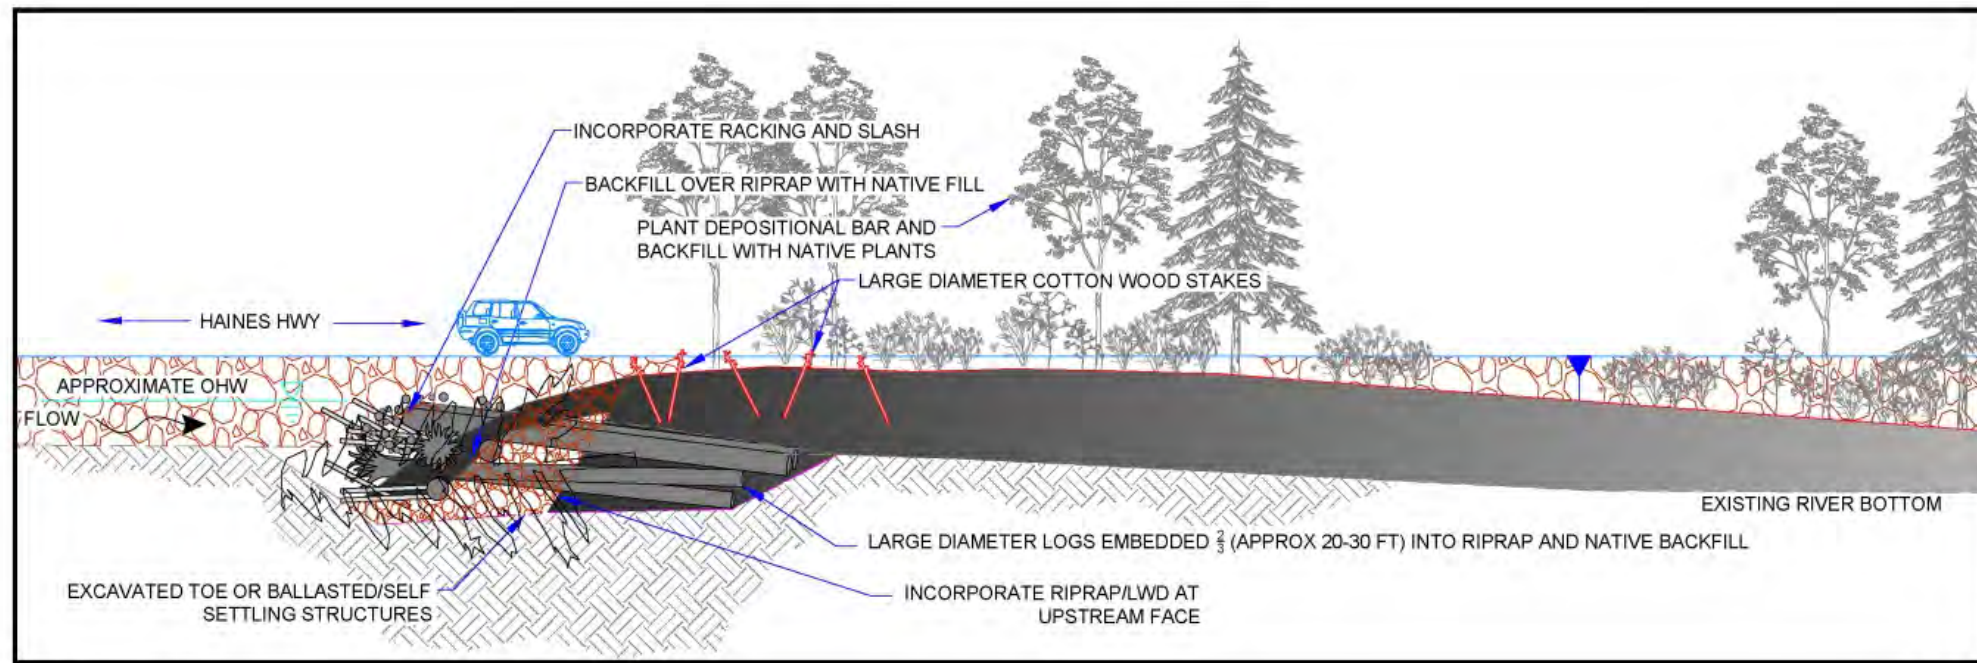 INCORPORATE RACKING AND SLASH
BACKFILL OVER RIPRAP WITH NATIVE FILL
PLANT DEPOSITIONAL BAR AND
BACKFILL WITH NATIVE PLANTS
LARGE DIAMETER COTTON WOOD STAKES
HAINES HWY
APPROXIMATE OHW
FLOW
EXISTING RIVER BOTTOM
LARGE DIAMETER LOGS EMBEDDED 2/3 (APPROX 20-30 FT) INTO RIPRAP AND NATIVE BACKFILL
EXCAVATED TOE OR BALLASTED/SELF
SETTLING STRUCTURES
INCORPORATE RIPRAP/LWD AT
UPSTREAM FACE